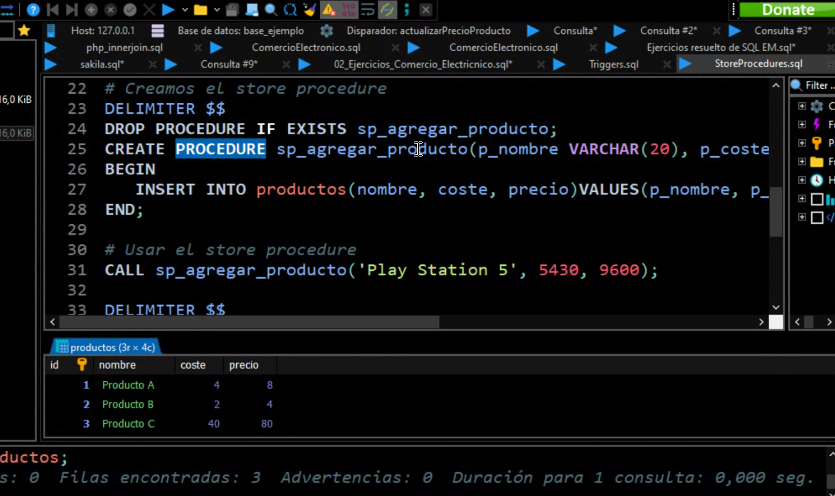 Donate
Host: 127.0.0.1 Base de datos: base_ejemplo Disparador: actualizarPrecioProducto Consulta* Consulta #2* Consulta #3*
php_innerjoin.sql ComercioElectronico.sql ComercioElectronico.sql Ejercicios resuelto de SQL EM.sql*
sakila.sql* Consulta #9* 02_Ejercicios_Comercio_Electricnico.sql* Triggers.sql StoreProcedures.sql
Filter...
16,0 KiB
16,0 KiB
22 # Creamos el store procedure
23 DELIMITER $$
24 DROP PROCEDURE IF EXISTS sp_agregar_producto;
25 CREATE PROCEDURE sp_agregar_producto(p_nombre VARCHAR(20), p_coste
26 BEGIN
27 INSERT INTO productos(nombre, coste, precio)VALUES(p_nombre, p_
28 END;
29
30 # Usar el store procedure
31 CALL sp_agregar_producto('Play Station 5', 5430, 9600);
32
33 DELIMITER $$
productos (3r × 4c)
id nombre coste precio
1 Producto A 4 8
2 Producto B 2 4
3 Producto C 40 80
ductos;
s: 0 Filas encontradas: 3 Advertencias: 0 Duración para 1 consulta: 0,000 seg.